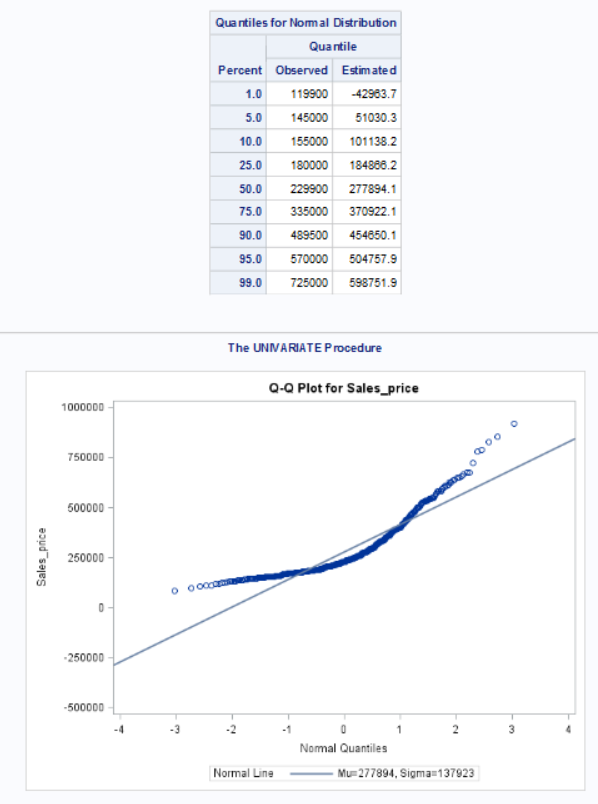 Quantiles for Normal Distribution
Quantile
Percent Observed Estimated
1.0 119900 -42963.7
5.0 145000 51030.3
10.0 155000 101138.2
25.0 180000 184866.2
50.0 229900 277894.1
75.0 335000 370922.1
90.0 489500 454650.1
95.0 570000 504757.9
99.0 725000 598751.9
The UNIVARIATE Procedure
Q-Q Plot for Sales_price
1000000
750000
500000
250000
0
-250000
-500000
Sales_price
-4 -3 -2 -1 0 1 2 3 4
Normal Quantiles
Normal Line Mu=277894, Sigma=137923